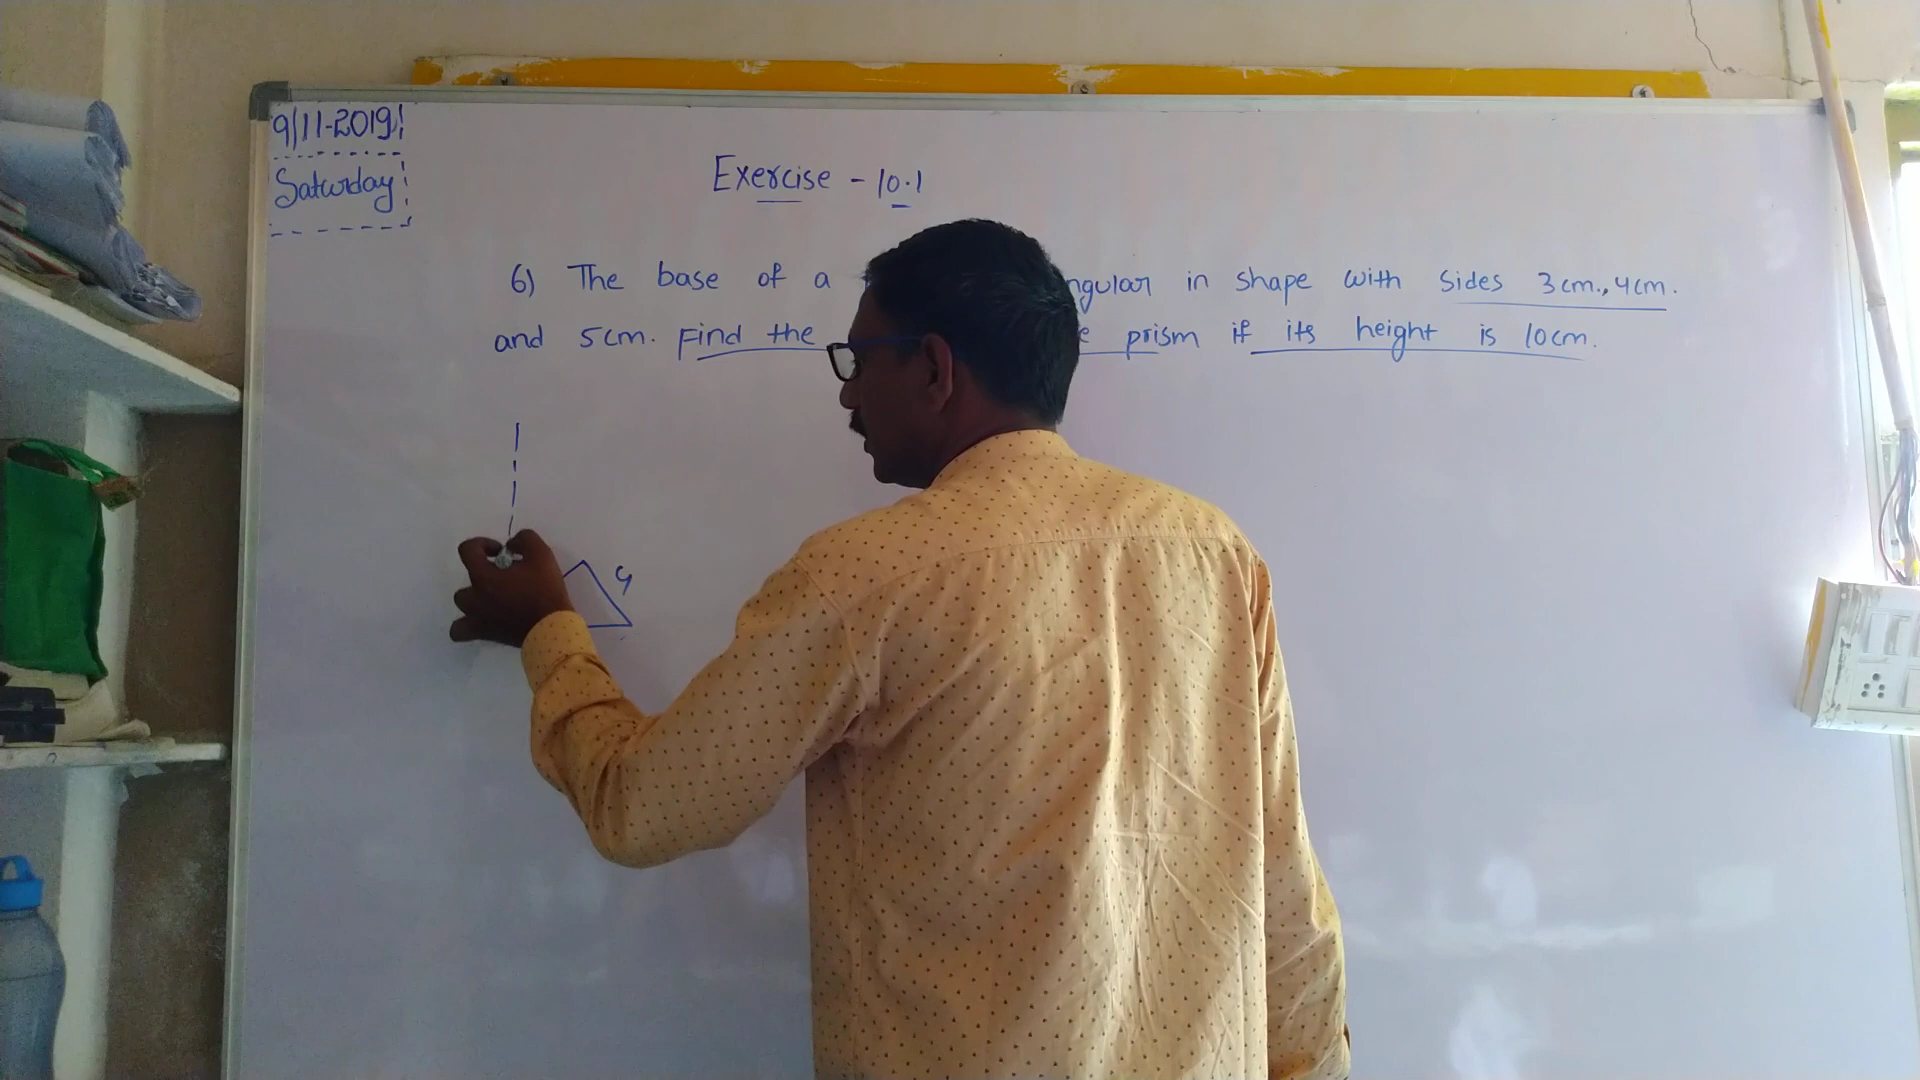 9/11-2019
Saturday
Exercise - 10.1
6) The base of a in shape with sides 3cm., 4cm.
and 5cm. Find the prism if its height is 10cm.
4